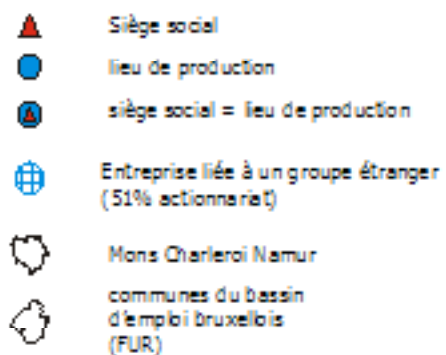 Siège social
lieu de production
siège social = lieu de production
Entreprise liée à un groupe étranger
(51% actionnariat)
Mons Charleroi Namur
communes du bassin
d'emploi bruxellois
(FUR)